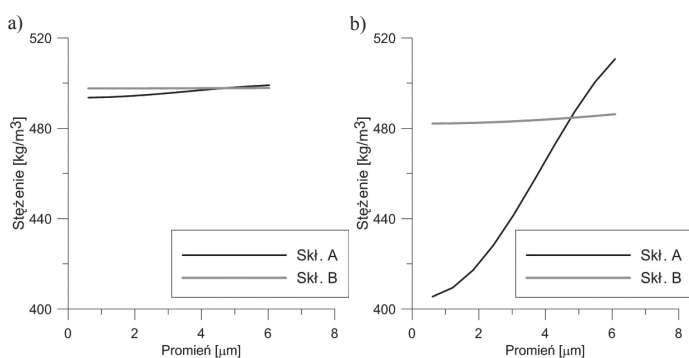 a)
520
480
440
400
Stężenie [kg/m³]
Skł. A
Skł. B
0
2
4
6
8
Promień [µm]
b)
520
480
440
400
Stężenie [kg/m³]
Skł. A
Skł. B
0
2
4
6
8
Promień [µm]